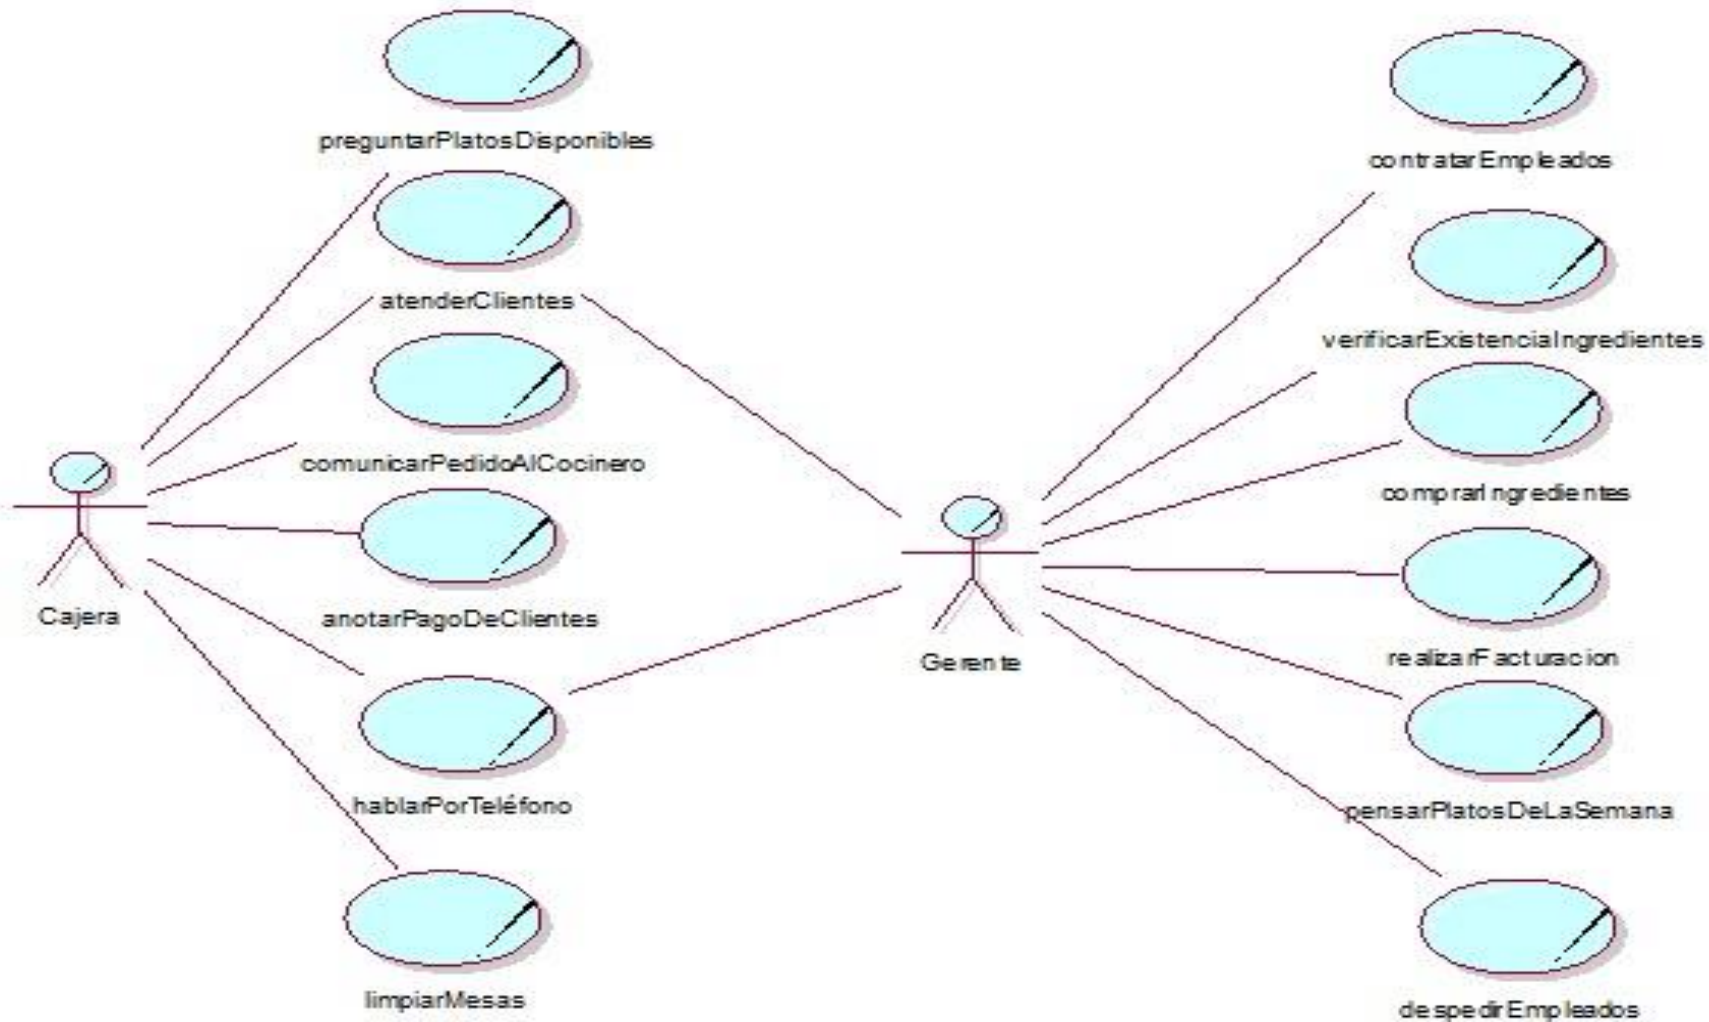 preguntarPlatosDisponibles
atenderClientes
comunicarPedidoAlCocinero
Cajera
anotarPagoDeClientes
hablarPorTeléfono
limpiarMesas
Gerente
contratarEmpleados
verificarExistenciaIngredientes
comprarIngredientes
realizarFacturacion
pensarPlatosDeLaSemana
despedirEmpleados